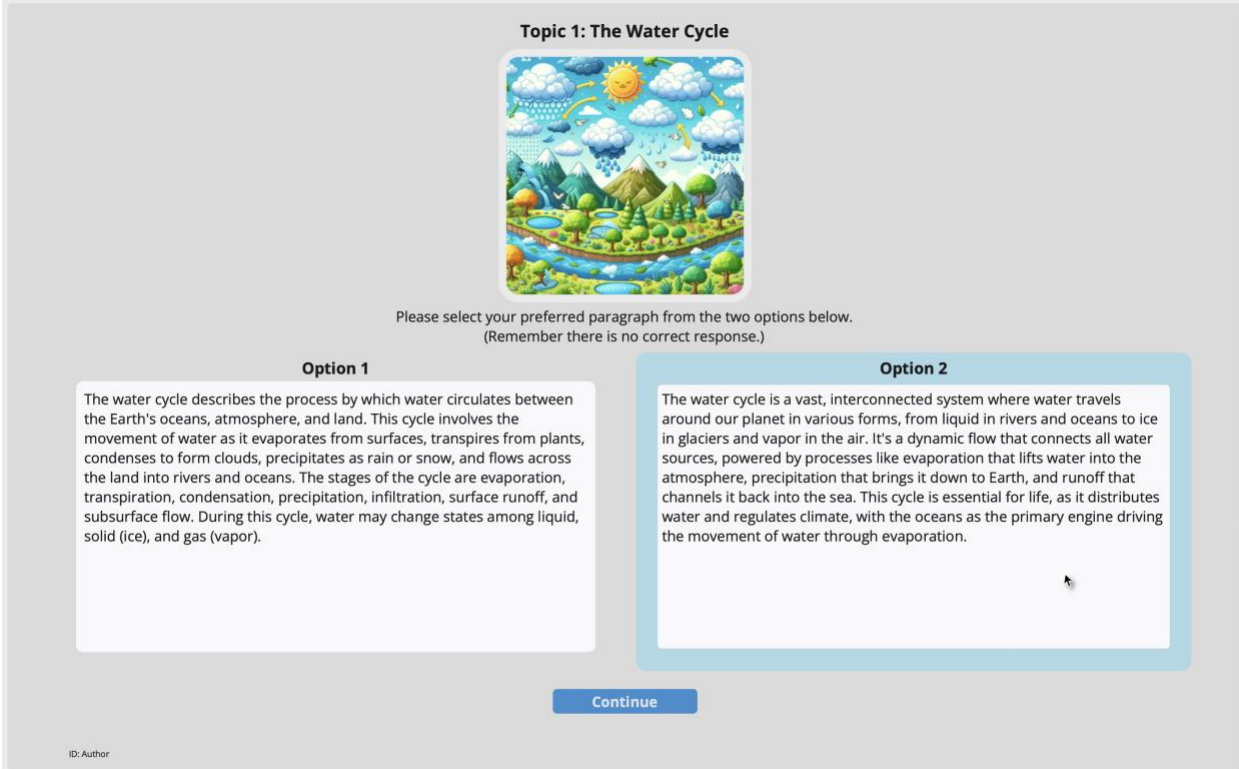 Topic 1: The Water Cycle
Please select your preferred paragraph from the two options below.
(Remember there is no correct response.)
Option 1
The water cycle describes the process by which water circulates between
the Earth's oceans, atmosphere, and land. This cycle involves the
movement of water as it evaporates from surfaces, transpires from plants,
condenses to form clouds, precipitates as rain or snow, and flows across
the land into rivers and oceans. The stages of the cycle are evaporation,
transpiration, condensation, precipitation, infiltration, surface runoff, and
subsurface flow. During this cycle, water may change states among liquid,
solid (ice), and gas (vapor).
Option 2
The water cycle is a vast, interconnected system where water travels
around our planet in various forms, from liquid in rivers and oceans to ice
in glaciers and vapor in the air. It's a dynamic flow that connects all water
sources, powered by processes like evaporation that lifts water into the
atmosphere, precipitation that brings it down to Earth, and runoff that
channels it back into the sea. This cycle is essential for life, as it distributes
water and regulates climate, with the oceans as the primary engine driving
the movement of water through evaporation.
Continue
ID: Author